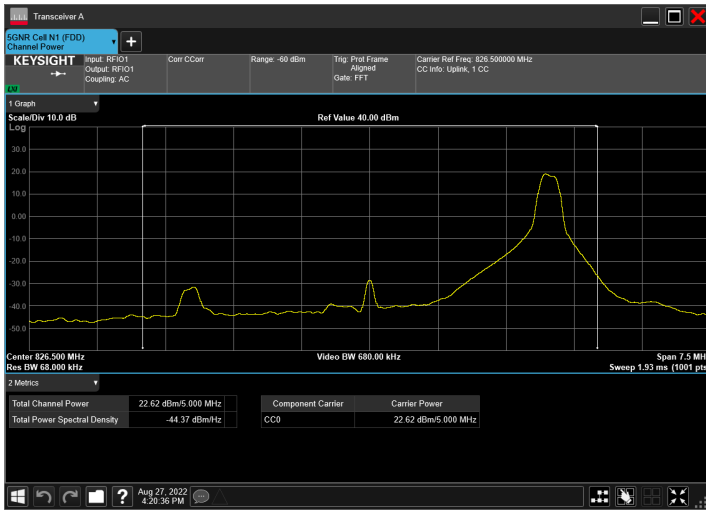 Transceiver A
5GNR Cell N1 (FDD)
Channel Power
KEYSIGHT
Input: RFIO1
Output: RFIO1
Coupling: AC
Corr CCorr
Range: -60 dBm
Trig: Prot Frame
Aligned
Gate: FFT
Carrier Ref Freq: 826.500000 MHz
CC Info: Uplink, 1 CC
LXI
1 Graph
Scale/Div 10.0 dB
Ref Value 40.00 dBm
Log
30.0
20.0
10.0
0.00
-10.0
-20.0
-30.0
-40.0
-50.0
Center 826.500 MHz
Video BW 680.00 kHz
Span 7.5 MH
Res BW 68.000 kHz
Sweep 1.93 ms (1001 pts
2 Metrics
Total Channel Power 22.62 dBm/5.000 MHz
Total Power Spectral Density -44.37 dBm/Hz
Component Carrier Carrier Power
CC0 22.62 dBm/5.000 MHz
Aug 27, 2022
4:20:36 PM